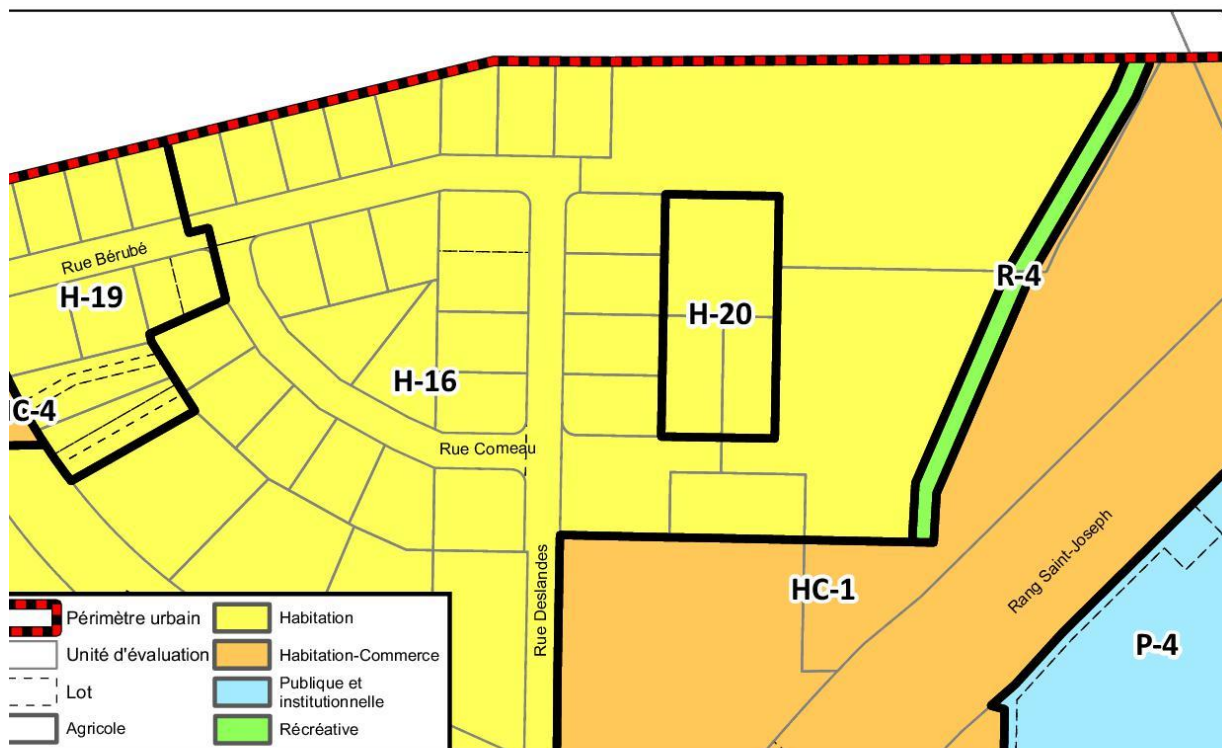 R-4
Rue Bérubé
H-19
H-20
H-16
C-4
Rue Comeau
Rue Deslandes
HC-1
Rang Saint-Joseph
P-4
Périmètre urbain
Unité d'évaluation
Lot
Agricole
Habitation
Habitation-Commerce
Publique et
institutionnelle
Récréative